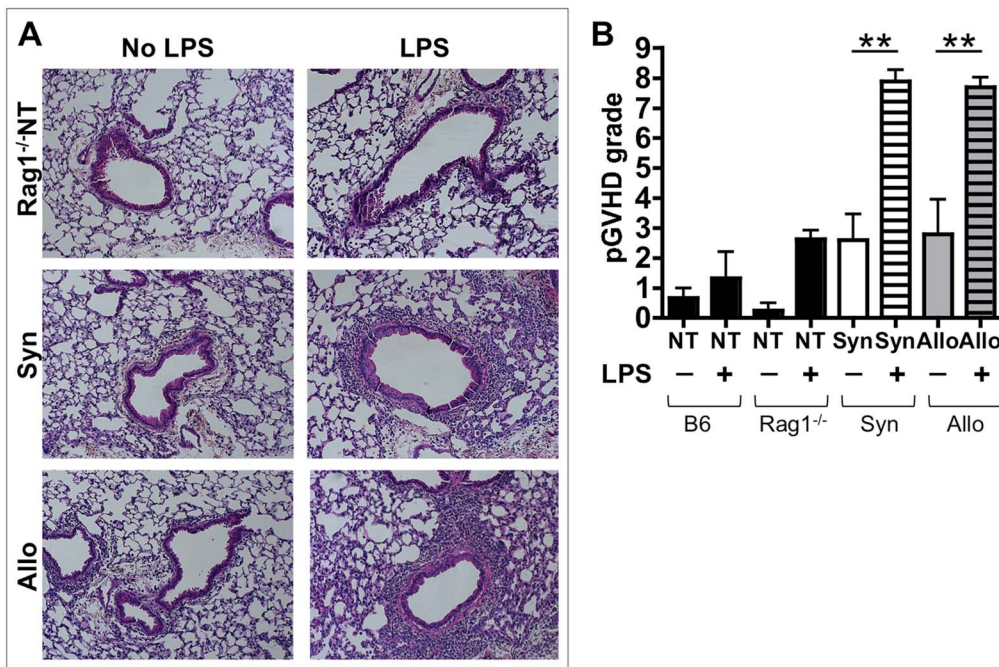 A
No LPS
LPS
Rag1-/-NT
Syn
Allo
B
pGVHD grade
9
8
7
6
5
4
3
2
1
0
**
**
NT NT NT NT Syn Syn Allo Allo
LPS − + − + − + − +
B6 Rag1-/- Syn Allo